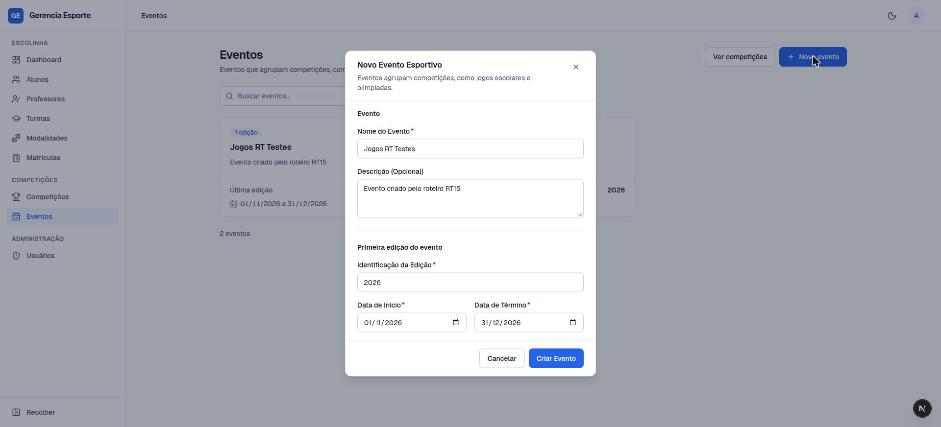 GE Gerencia Esporte
Eventos
A
ESCOLINHA
Dashboard
Alunos
Professores
Turmas
Modalidades
Matrículas
COMPETIÇÕES
Competições
Eventos
ADMINISTRAÇÃO
Usuários
Recolher
Eventos
Eventos que agrupam competições, com
Ver competições
Novo evento
Buscar eventos...
1 edição
Jogos RT Testes
Evento criado pelo roteiro RT15
Última edição
2026
01/11/2026 a 31/12/2026
2 eventos
Novo Evento Esportivo
Eventos agrupam competições, como jogos escolares e
olimpíadas.
Evento
Nome do Evento*
Jogos RT Testes
Descrição (Opcional)
Evento criado pelo roteiro RT15
Primeira edição do evento
Identificação da Edição*
2026
Data de Início* Data de Término*
01/11/2026 31/12/2026
Cancelar Criar Evento
N